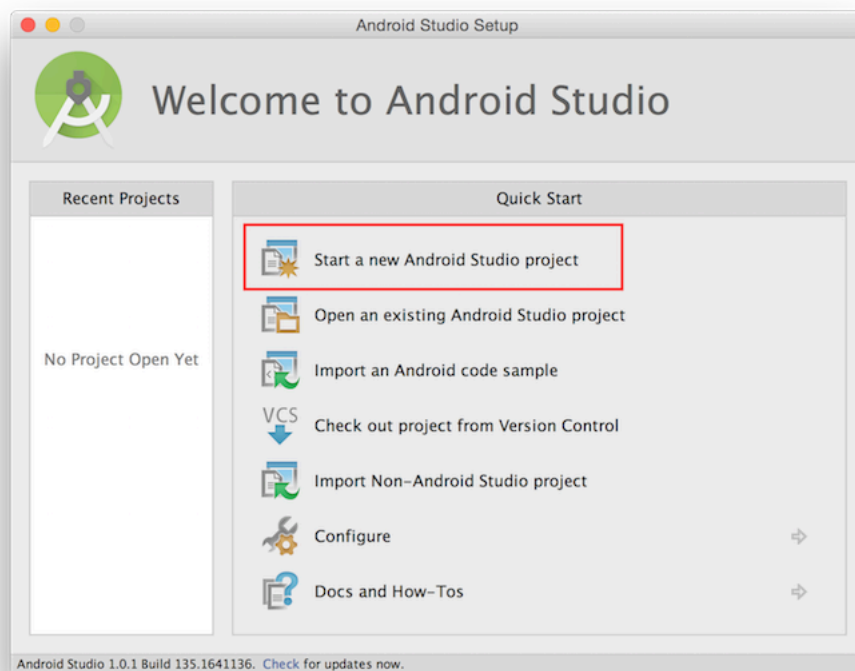 Android Studio Setup
Welcome to Android Studio
Recent Projects
No Project Open Yet
Quick Start
Start a new Android Studio project
Open an existing Android Studio project
Import an Android code sample
VCS
Check out project from Version Control
Import Non-Android Studio project
Configure
Docs and How-Tos
Android Studio 1.0.1 Build 135.1641136. Check for updates now.